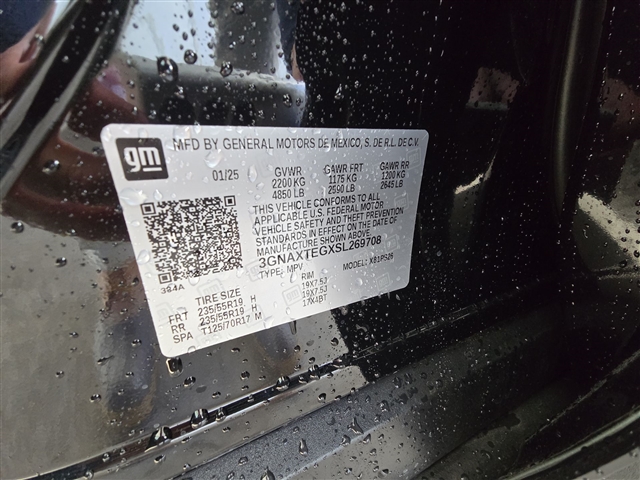 gm
MFD BY GENERAL MOTORS DE MEXICO, S. DE R.L. DE C.V.
01/25 GVWR GAWR FRT GAWR RR
2200 KG 1175 KG 1200 KG
4850 LB 2590 LB 2645 LB
THIS VEHICLE CONFORMS TO ALL
APPLICABLE U.S. FEDERAL MOTOR
VEHICLE SAFETY AND THEFT PREVENTION
STANDARDS IN EFFECT ON THE DATE OF
MANUFACTURE SHOWN ABOVE
3GNAXTEGXSL269708
394A TYPE: MPV MODEL:
TIRE SIZE RIM
FRT 235/55R19 H 19X7.5J
RR 235/55R19 H 19X7.5J
SPA T125/70R17 M 17X4BT